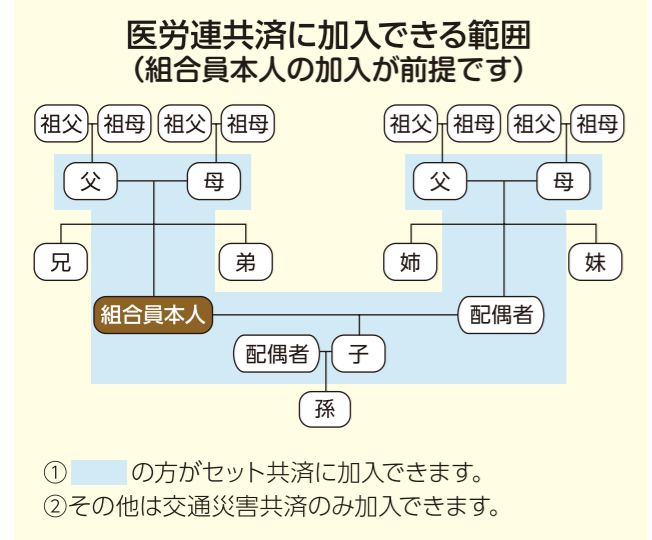 医労連共済に加入できる範囲
（組合員本人の加入が前提です）
祖父 祖母 祖父 祖母 祖父 祖母 祖父 祖母
父 母 父 母
兄 弟 姉 妹
組合員本人 配偶者
配偶者 子
孫
① の方がセット共済に加入できます。
②その他は交通災害共済のみ加入できます。